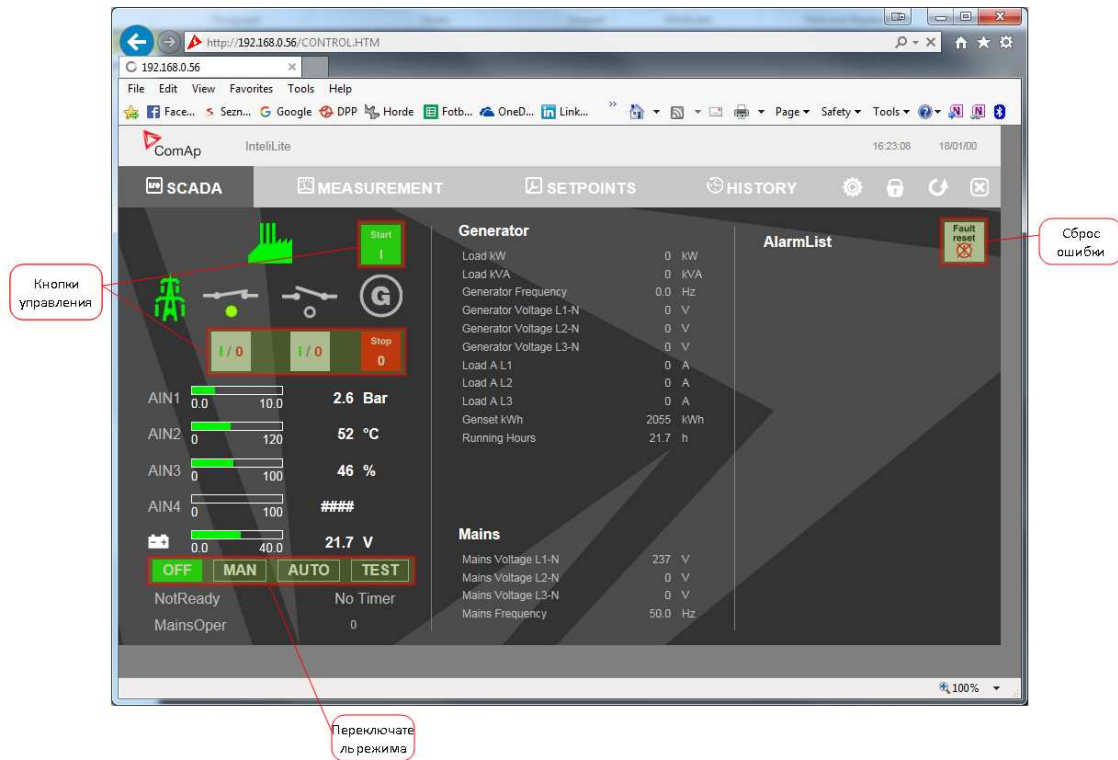 http://192.168.0.56/CONTROL.HTM
192.168.0.56
File Edit View Favorites Tools Help
Face... Sezn... Google DPP Horde Fotb... OneD... Link... » Page Safety Tools
ComAp InteliLite 16:23:08 18/01/00
I/O SCADA MEASUREMENT SETPOINTS HISTORY
Кнопки
управления
Start
I
G
I / 0 I / 0 Stop
0
AIN1 0.0 10.0 2.6 Bar
AIN2 0 120 52 °C
AIN3 0 100 46 %
AIN4 0 100 ####
0.0 40.0 21.7 V
OFF MAN AUTO TEST
NotReady No Timer
MainsOper 0
Переключате
ль режима
Generator
Load kW 0 kW
Load kVA 0 kVA
Generator Frequency 0.0 Hz
Generator Voltage L1-N 0 V
Generator Voltage L2-N 0 V
Generator Voltage L3-N 0 V
Load A L1 0 A
Load A L2 0 A
Load A L3 0 A
Genset kWh 2055 kWh
Running Hours 21.7 h
Mains
Mains Voltage L1-N 237 V
Mains Voltage L2-N 0 V
Mains Voltage L3-N 0 V
Mains Frequency 50.0 Hz
AlarmList
Fault
reset
Сброс
ошибки
100%